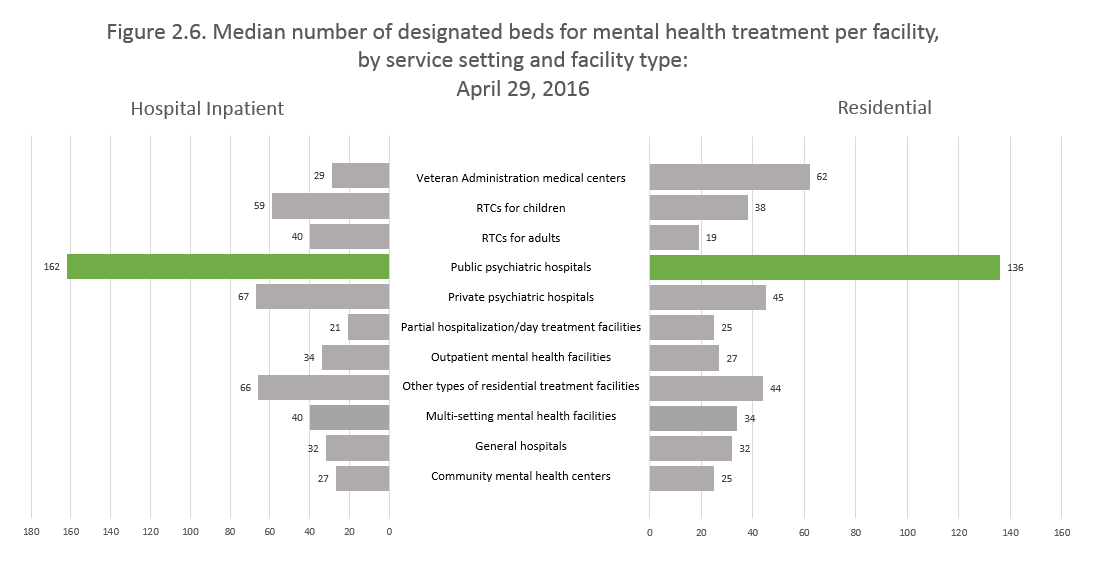 Figure 2.6. Median number of designated beds for mental health treatment per facility,
by service setting and facility type:
April 29, 2016
Hospital Inpatient
Residential
29 Veteran Administration medical centers 62
59 RTCs for children 38
40 RTCs for adults 19
162 Public psychiatric hospitals 136
67 Private psychiatric hospitals 45
21 Partial hospitalization/day treatment facilities 25
34 Outpatient mental health facilities 27
66 Other types of residential treatment facilities 44
40 Multi-setting mental health facilities 34
32 General hospitals 32
27 Community mental health centers 25
180 160 140 120 100 80 60 40 20 0 0 20 40 60 80 100 120 140 160